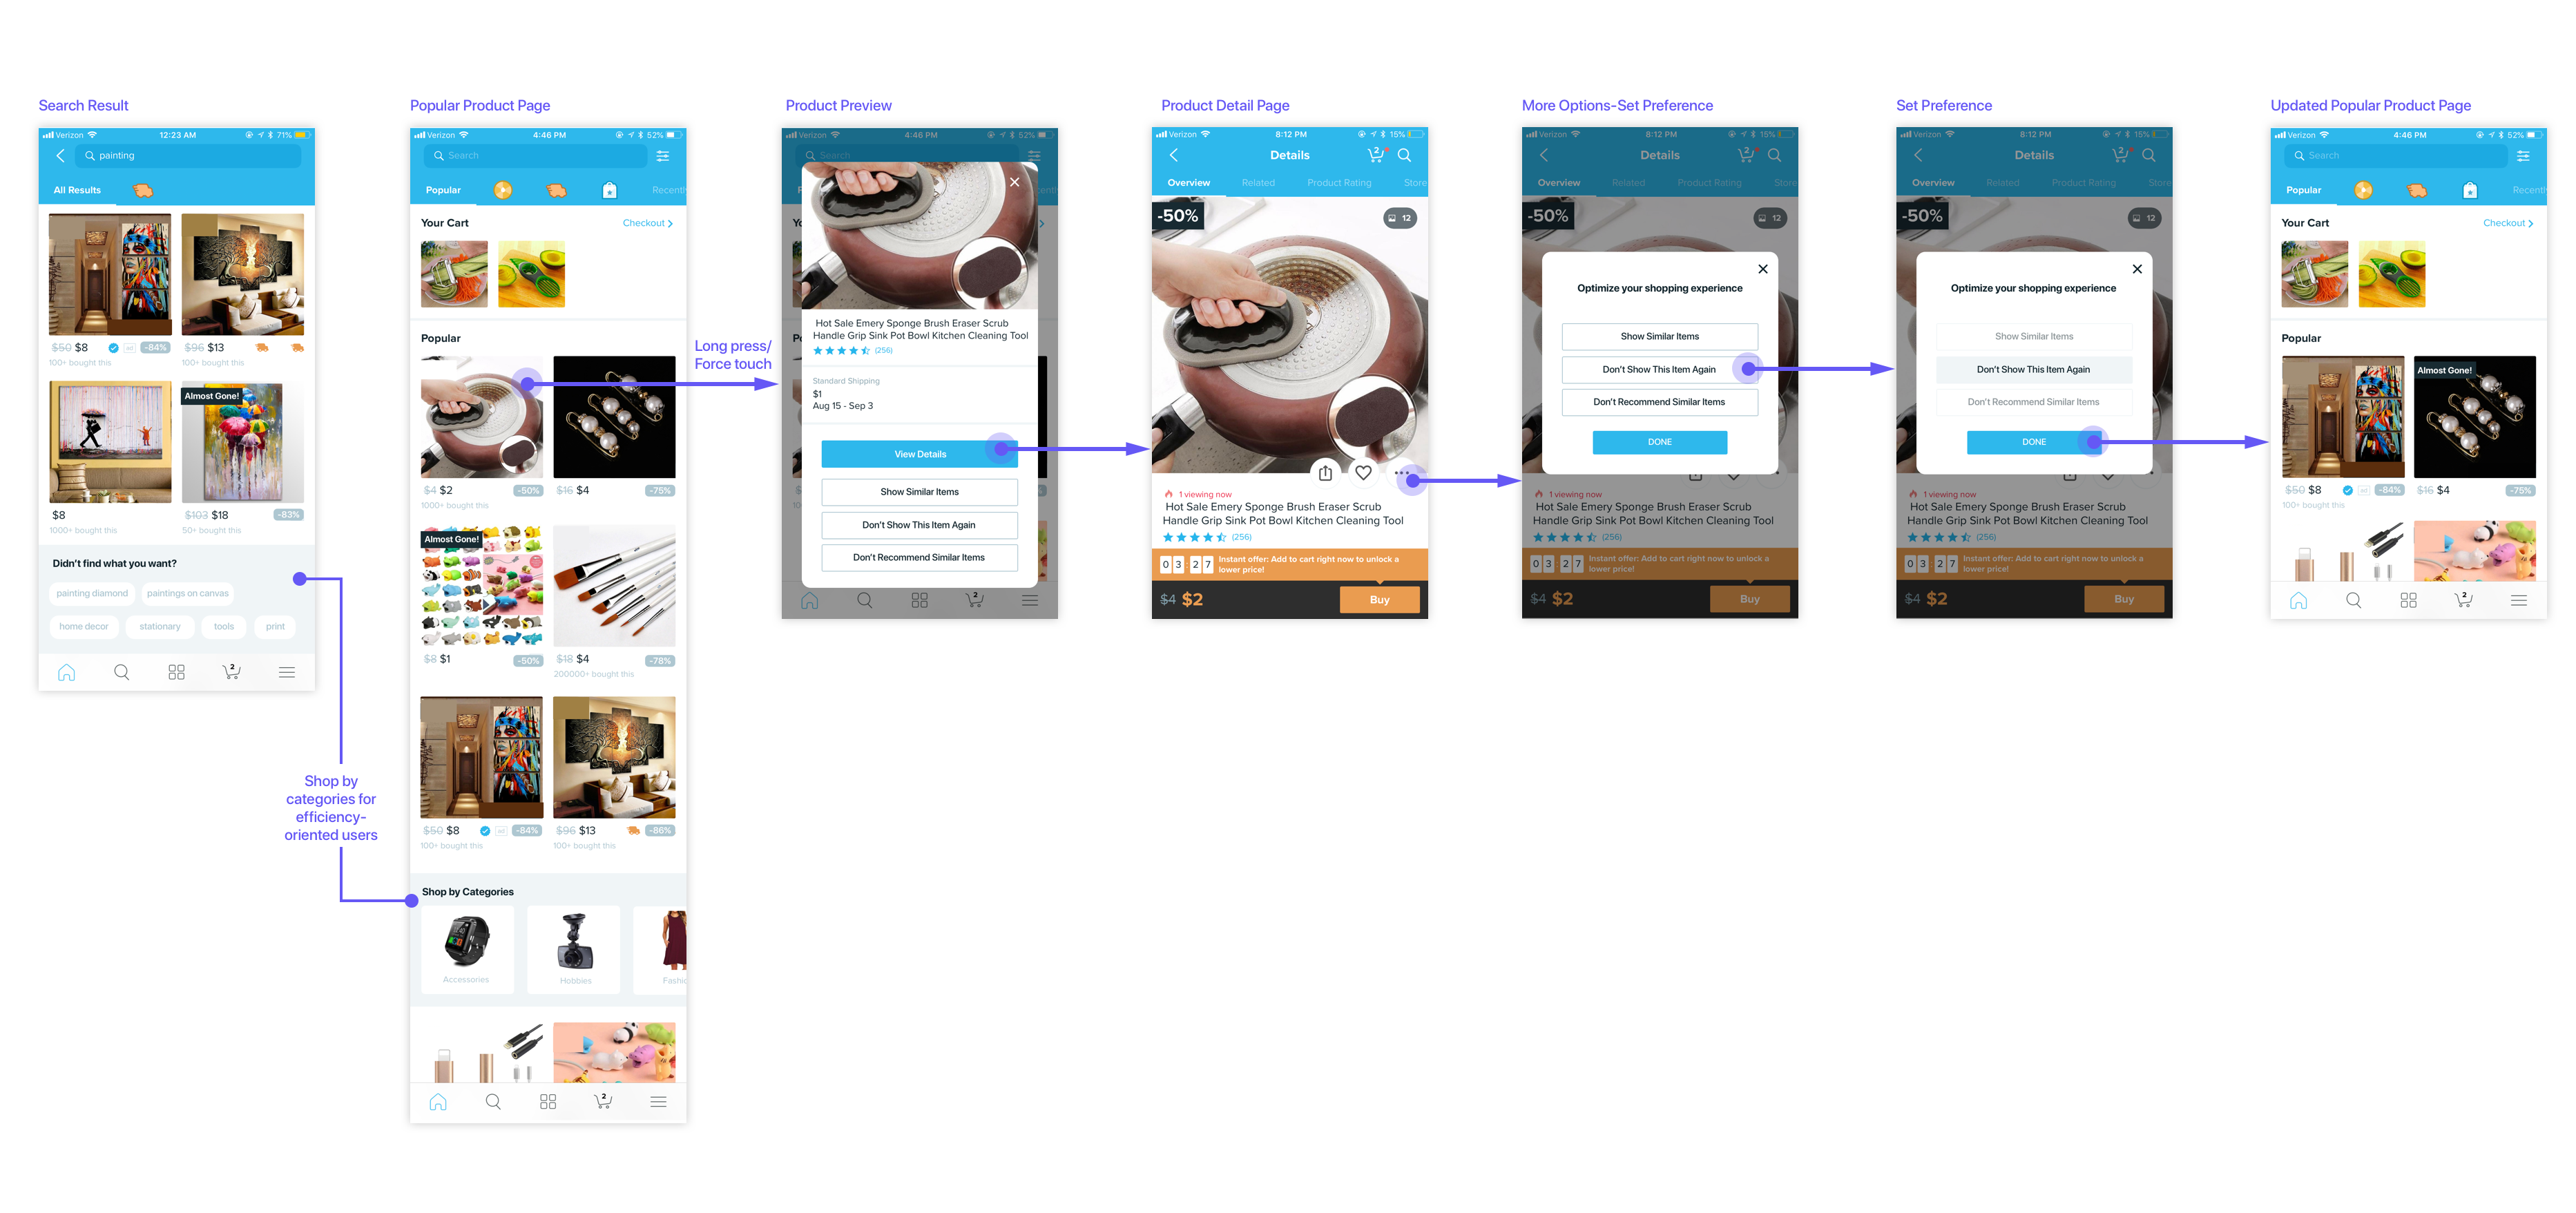 Search Result
Verizon
12:23 AM
71%
painting
All Results
$50 $8
ad
-84%
100+ bought this
$96 $13
100+ bought this
Almost Gone!
$8
1000+ bought this
$103 $18
-83%
50+ bought this
Didn't find what you want?
painting diamond
paintings on canvas
home decor
stationary
tools
print
2
Shop by
categories for
efficiency-
oriented users
Popular Product Page
Verizon
4:46 PM
52%
Search
Popular
Recently
Your Cart
Checkout
Popular
$4 $2
-50%
1000+ bought this
$16 $4
-75%
Almost Gone!
$8 $1
-50%
$18 $4
-78%
200000+ bought this
$50 $8
ad
-84%
100+ bought this
$96 $13
-86%
100+ bought this
Shop by Categories
Accessories
Hobbies
Fashio
2
Long press/
Force touch
Product Preview
Verizon
4:46 PM
52%
Search
Hot Sale Emery Sponge Brush Eraser Scrub
Handle Grip Sink Pot Bowl Kitchen Cleaning Tool
(256)
Standard Shipping
$1
Aug 15 - Sep 3
View Details
Show Similar Items
Don't Show This Item Again
Don't Recommend Similar Items
2
Product Detail Page
Verizon
8:12 PM
15%
Details
2
Overview
Related
Product Rating
Store
-50%
12
1 viewing now
Hot Sale Emery Sponge Brush Eraser Scrub
Handle Grip Sink Pot Bowl Kitchen Cleaning Tool
(256)
0 3 2 7
Instant offer: Add to cart right now to unlock a
lower price!
$4 $2
Buy
More Options-Set Preference
Verizon
8:12 PM
15%
Details
2
Overview
Related
Product Rating
Store
-50%
12
Optimize your shopping experience
Show Similar Items
Don't Show This Item Again
Don't Recommend Similar Items
DONE
1 viewing now
Hot Sale Emery Sponge Brush Eraser Scrub
Handle Grip Sink Pot Bowl Kitchen Cleaning Tool
(256)
0 3 2 7
Instant offer: Add to cart right now to unlock a
lower price!
$4 $2
Buy
Set Preference
Verizon
8:12 PM
15%
Details
2
Overview
Related
Product Rating
Store
-50%
12
Optimize your shopping experience
Show Similar Items
Don't Show This Item Again
Don't Recommend Similar Items
DONE
1 viewing now
Hot Sale Emery Sponge Brush Eraser Scrub
Handle Grip Sink Pot Bowl Kitchen Cleaning Tool
(256)
0 3 2 7
Instant offer: Add to cart right now to unlock a
lower price!
$4 $2
Buy
Updated Popular Product Page
Verizon
4:46 PM
52%
Search
Popular
Recently
Your Cart
Checkout
Popular
Almost Gone!
$50 $8
ad
-84%
100+ bought this
$16 $4
-75%
2